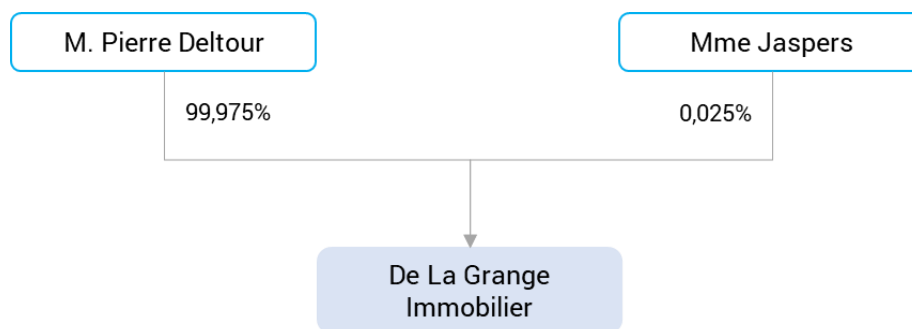 M. Pierre Deltour
Mme Jaspers
99,975%
0,025%
De La Grange
Immobilier